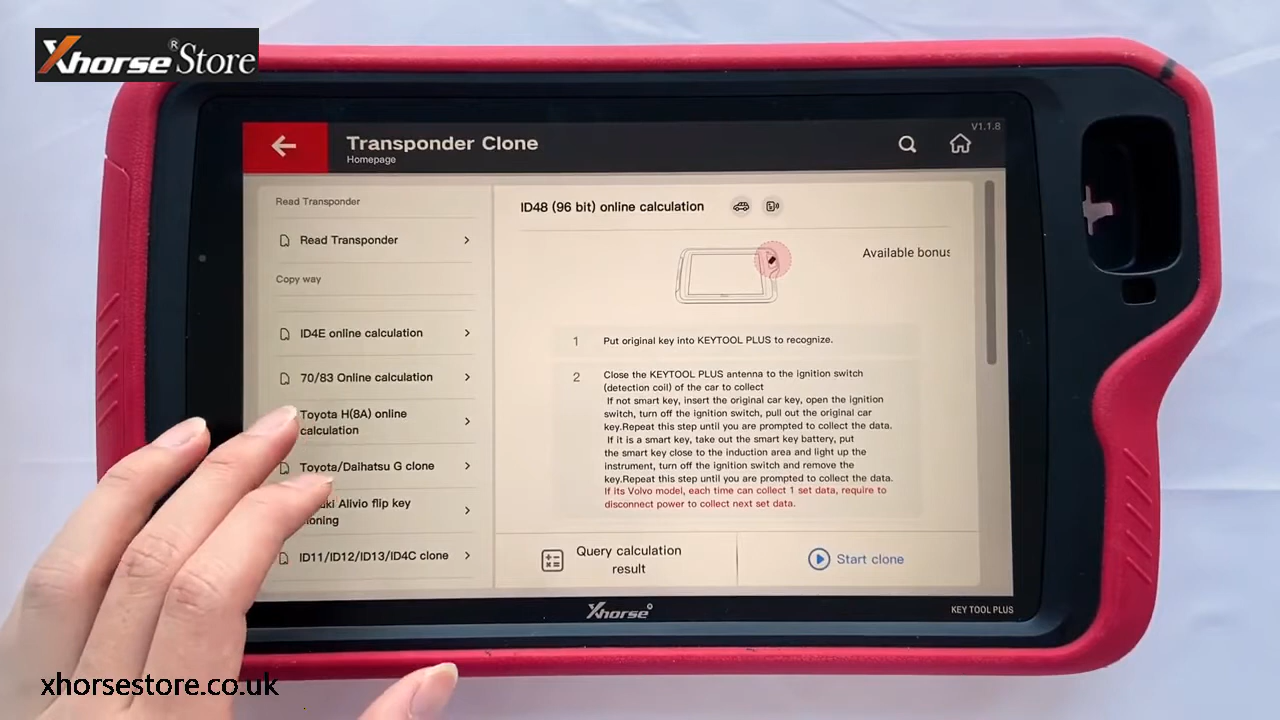 Xhorse® Store
V1.1.8
Transponder Clone
Homepage
Read Transponder
Read Transponder
Copy way
ID4E online calculation
70/83 Online calculation
Toyota H(8A) online
calculation
Toyota/Daihatsu G clone
Alivio flip key
ID11/ID12/ID13/ID4C clone
ID48 (96 bit) online calculation
Available bonus
1 Put original key into KEYTOOL PLUS to recognize.
2 Close the KEYTOOL PLUS antenna to the ignition switch
(detection coil) of the car to collect
If not smart key, insert the original car key, open the ignition
switch, turn off the ignition switch, pull out the original car
key.Repeat this step until you are prompted to collect the data.
If it is a smart key, take out the smart key battery, put
the smart key close to the induction area and light up the
instrument, turn off the ignition switch and remove the
key.Repeat this step until you are prompted to collect the data.
If its Volvo model, each time can collect 1 set data, require to
disconnect power to collect next set data.
Query calculation
result
Start clone
Xhorse
KEY TOOL PLUS
xhorsestore.co.uk